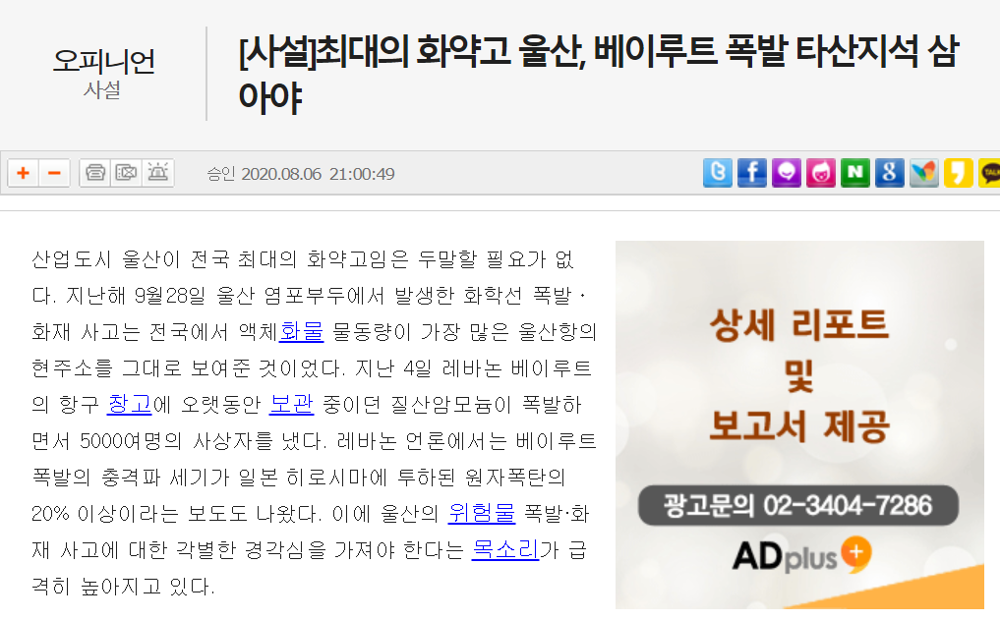 오피니언
사설
[사설]최대의 화약고 울산, 베이루트 폭발 타산지석 삼
아야
승인 2020.08.06 21:00:49
TALK
산업도시 울산이 전국 최대의 화약고임은 두말할 필요가 없
다. 지난해 9월28일 울산 염포부두에서 발생한 화학선 폭발·
화재 사고는 전국에서 액체화물 물동량이 가장 많은 울산항의
현주소를 그대로 보여준 것이었다. 지난 4일 레바논 베이루트
의 항구 창고에 오랫동안 보관 중이던 질산암모늄이 폭발하
면서 5000여명의 사상자를 냈다. 레바논 언론에서는 베이루트
폭발의 충격파 세기가 일본 히로시마에 투하된 원자폭탄의
20% 이상이라는 보도도 나왔다. 이에 울산의 위험물 폭발·화
재 사고에 대한 각별한 경각심을 가져야 한다는 목소리가 급
격히 높아지고 있다.
상세 리포트
및
보고서 제공
광고문의 02-3404-7286
ADplus+